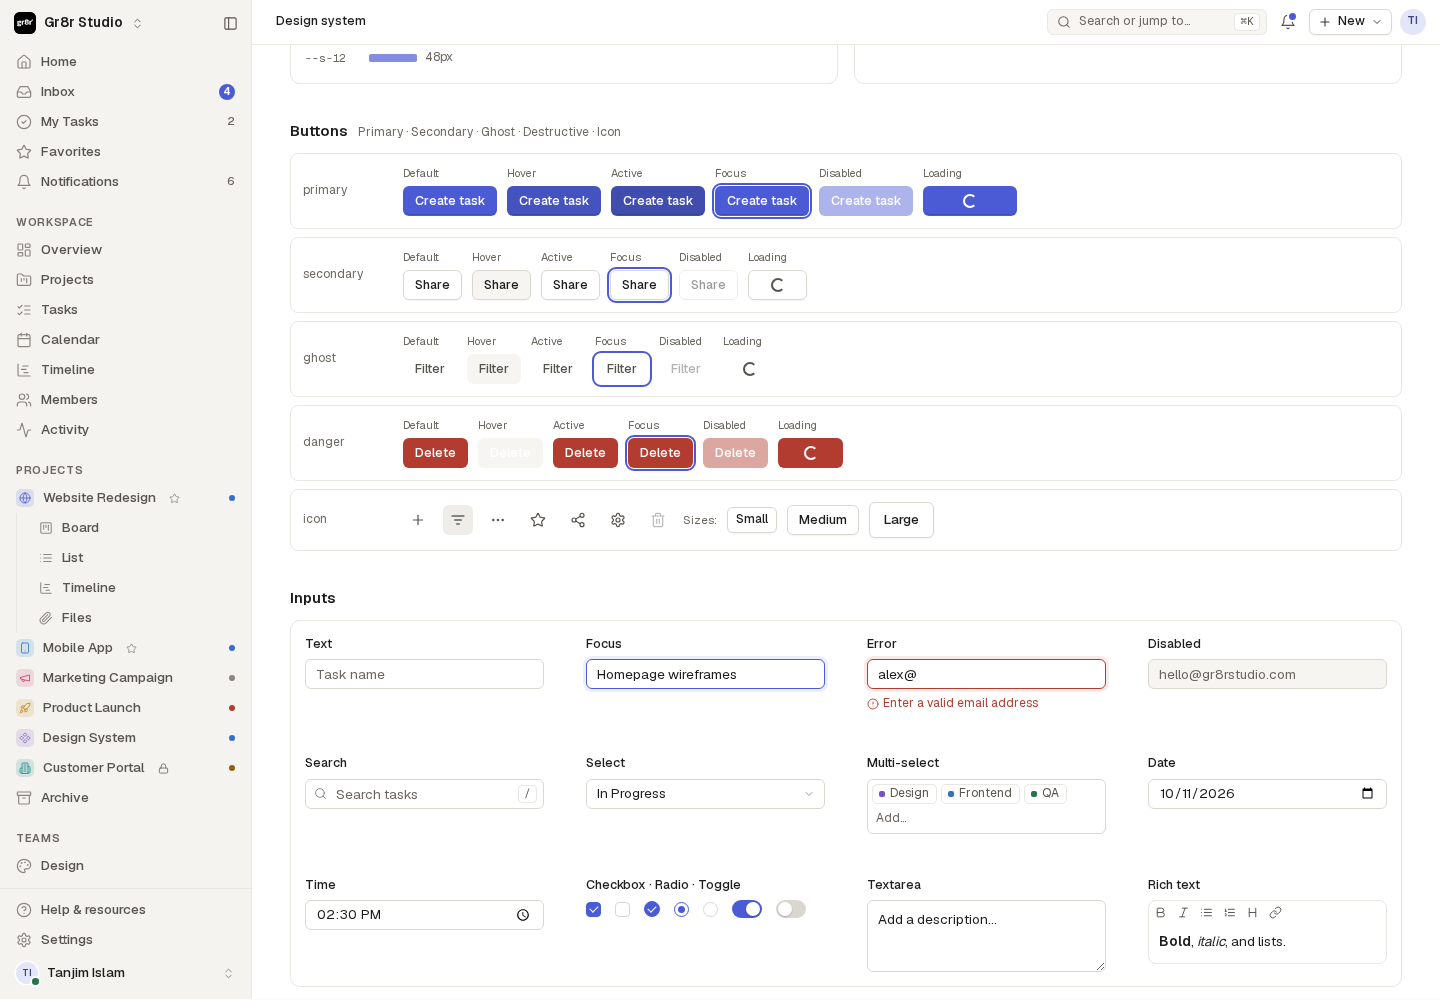 gr8r Gr8r Studio
Design system
Search or jump to...
⌘K
New
TI
Home
Inbox 4
My Tasks 2
Favorites
Notifications 6
WORKSPACE
Overview
Projects
Tasks
Calendar
Timeline
Members
Activity
PROJECTS
Website Redesign
Board
List
Timeline
Files
Mobile App
Marketing Campaign
Product Launch
Design System
Customer Portal
Archive
TEAMS
Design
Help & resources
Settings
TI Tanjim Islam
--s-12 48px
Buttons Primary · Secondary · Ghost · Destructive · Icon
Default Hover Active Focus Disabled Loading
primary Create task Create task Create task Create task Create task
Default Hover Active Focus Disabled Loading
secondary Share Share Share Share Share
Default Hover Active Focus Disabled Loading
ghost Filter Filter Filter Filter Filter
Default Hover Active Focus Disabled Loading
danger Delete Delete Delete Delete Delete
icon Sizes: Small Medium Large
Inputs
Text Focus Error Disabled
Task name Homepage wireframes alex@ hello@gr8rstudio.com
Enter a valid email address
Search Select Multi-select Date
Search tasks / In Progress Design Frontend QA 10/11/2026
Add...
Time Checkbox · Radio · Toggle Textarea Rich text
02:30 PM Add a description... B I H
Bold, italic, and lists.